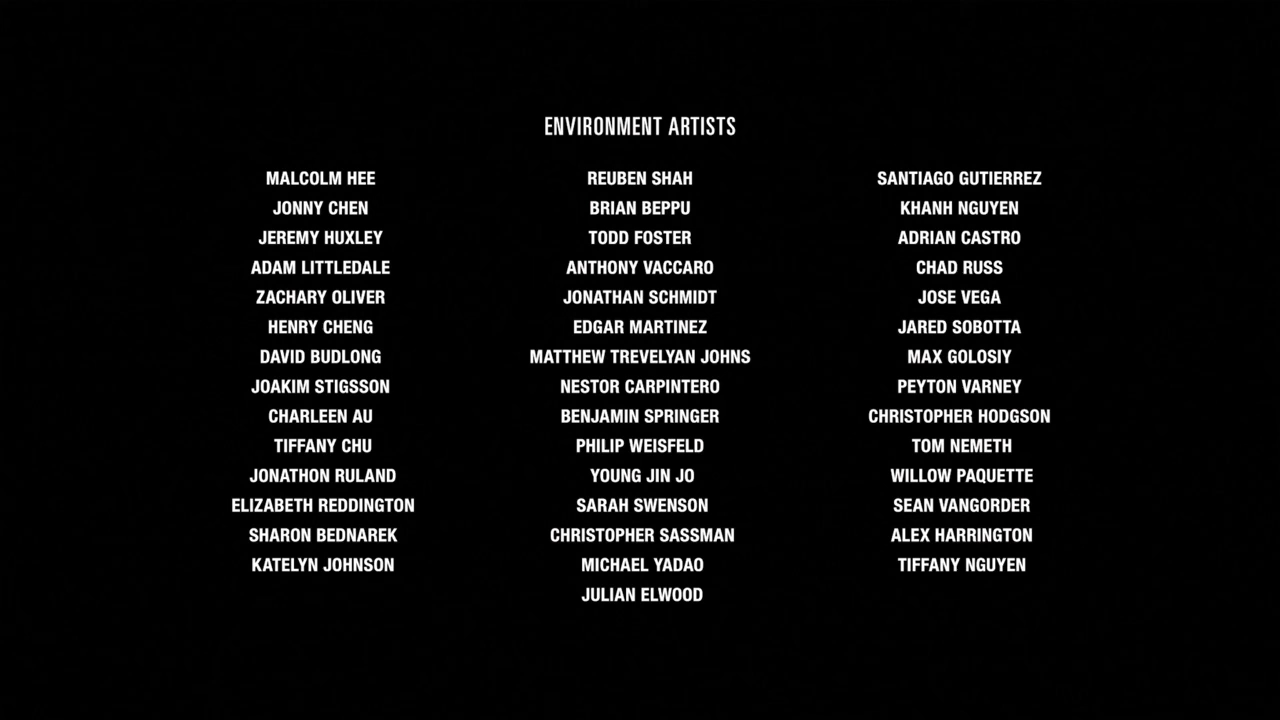 ENVIRONMENT ARTISTS
MALCOLM HEE
JONNY CHEN
JEREMY HUXLEY
ADAM LITTLEDALE
ZACHARY OLIVER
HENRY CHENG
DAVID BUDLONG
JOAKIM STIGSSON
CHARLEEN AU
TIFFANY CHU
JONATHON RULAND
ELIZABETH REDDINGTON
SHARON BEDNAREK
KATELYN JOHNSON
REUBEN SHAH
BRIAN BEPPU
TODD FOSTER
ANTHONY VACCARO
JONATHAN SCHMIDT
EDGAR MARTINEZ
MATTHEW TREVELYAN JOHNS
NESTOR CARPINTERO
BENJAMIN SPRINGER
PHILIP WEISFELD
YOUNG JIN JO
SARAH SWENSON
CHRISTOPHER SASSMAN
MICHAEL YADAO
JULIAN ELWOOD
SANTIAGO GUTIERREZ
KHANH NGUYEN
ADRIAN CASTRO
CHAD RUSS
JOSE VEGA
JARED SOBOTTA
MAX GOLOSIY
PEYTON VARNEY
CHRISTOPHER HODGSON
TOM NEMETH
WILLOW PAQUETTE
SEAN VANGORDER
ALEX HARRINGTON
TIFFANY NGUYEN